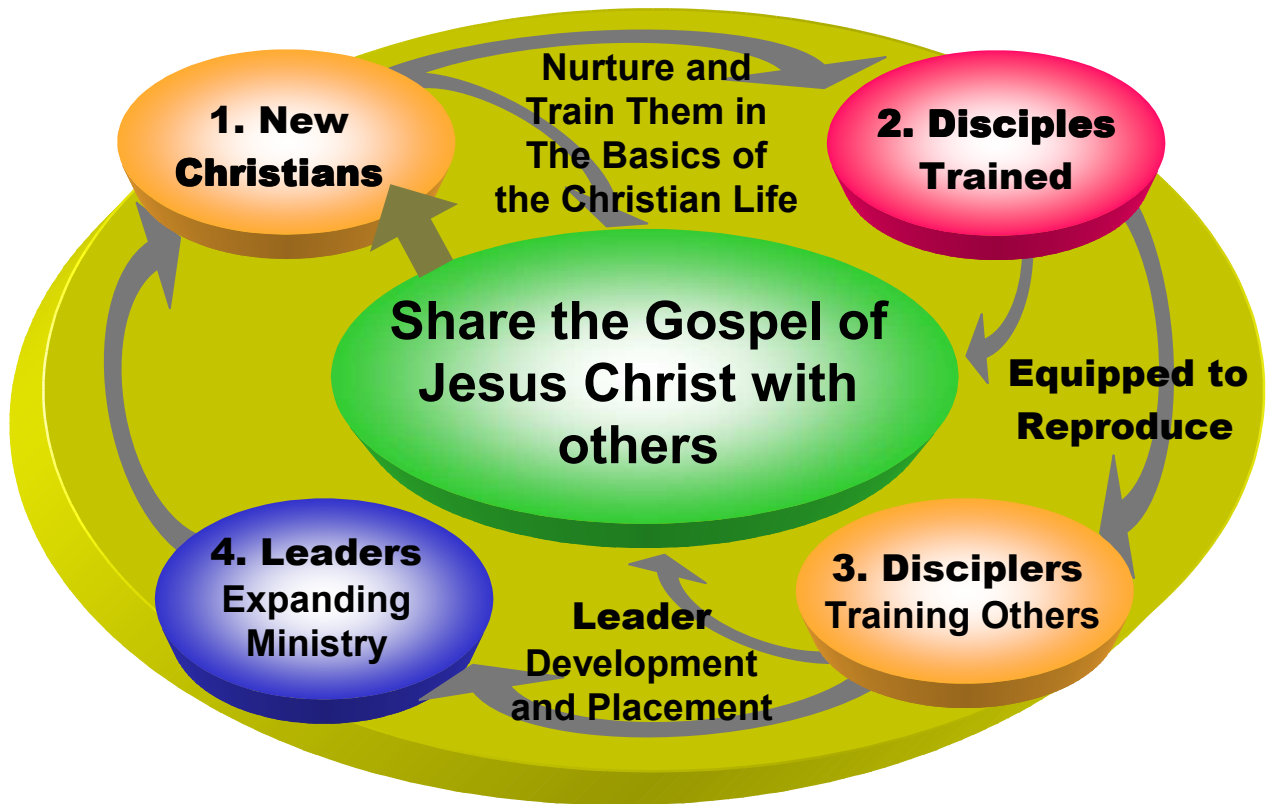 1. New
Christians
Nurture and
Train Them in
The Basics of
the Christian Life
2. Disciples
Trained
Share the Gospel of
Jesus Christ with
others
Equipped to
Reproduce
3. Disciplers
Training Others
Leader
Development
and Placement
4. Leaders
Expanding
Ministry